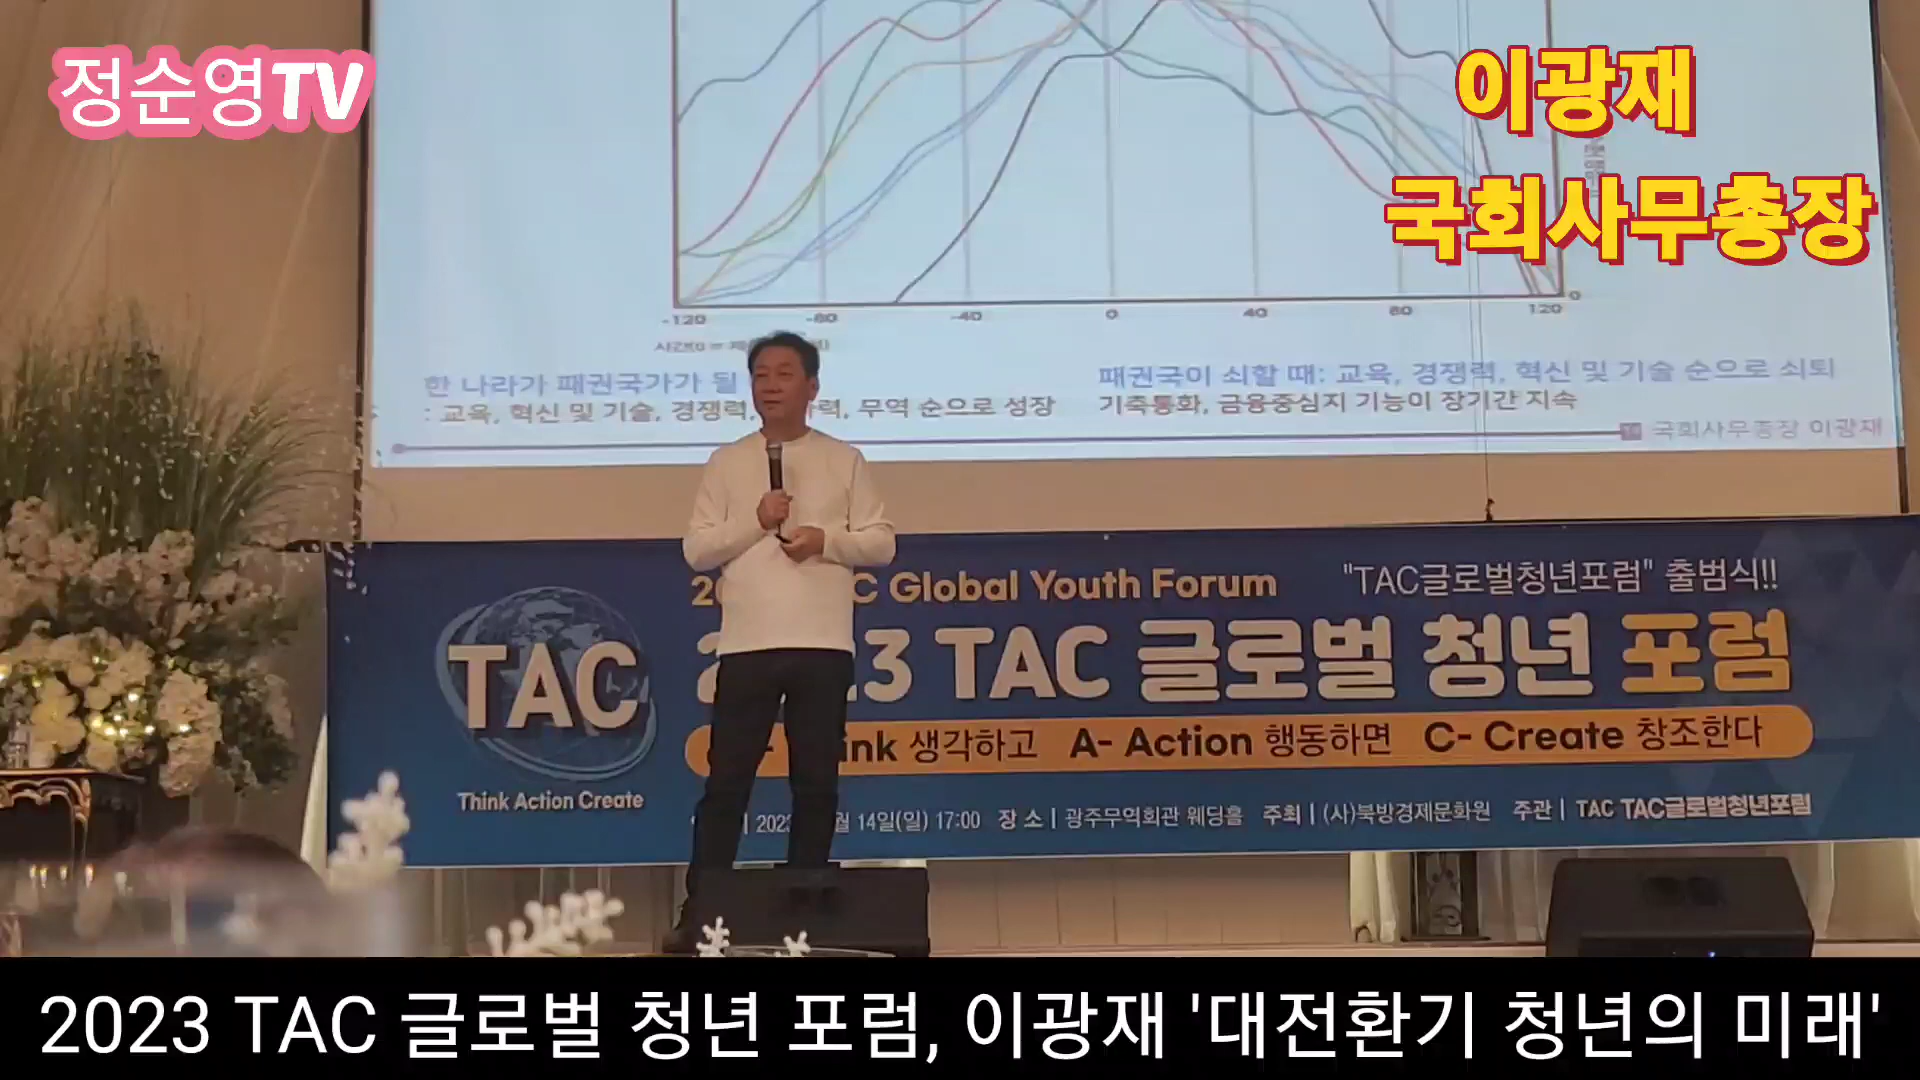 정순영TV
이광재
국회사무총장
-120 -80 -40 0 40 80 120
0
한 나라가 패권국가가 될
: 교육, 혁신 및 기술, 경쟁력, 력, 무역 순으로 성장
패권국이 쇠할 때: 교육, 경쟁력, 혁신 및 기술 순으로 쇠퇴
기축통화, 금융중심지 기능이 장기간 지속
국회사무총장 이광재
Global Youth Forum
"TAC글로벌청년포럼" 출범식!!
TAC
2023 TAC 글로벌 청년 포럼
생각하고 A- Action 행동하면 C- Create 창조한다
Think Action Create
14일(일) 17:00 장 소 | 광주무역회관 웨딩홀 주최 | (사)북방경제문화원 주관 | TAC TAC글로벌청년포럼
2023 TAC 글로벌 청년 포럼, 이광재 '대전환기 청년의 미래'